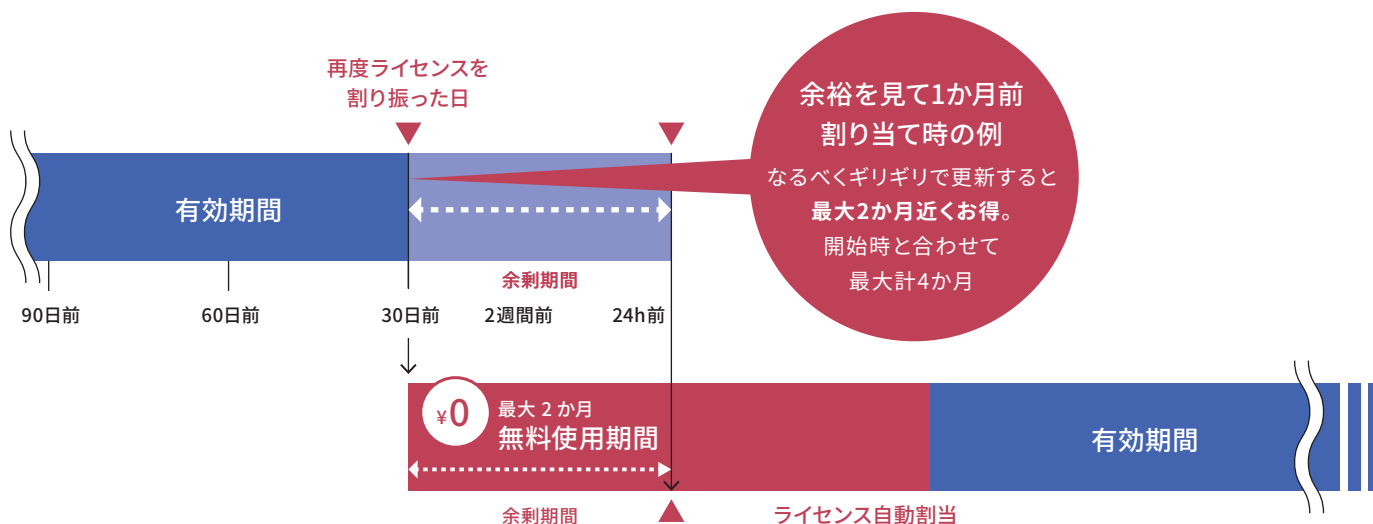 再度ライセンスを
割り振った日
余裕を見て1か月前
割り当て時の例
なるべくギリギリで更新すると
最大2か月近くお得。
開始時と合わせて
最大計4か月
有効期間
余剰期間
90日前
60日前
30日前
2週間前
24h前
¥0
最大 2 か月
無料使用期間
有効期間
余剰期間
ライセンス自動割当